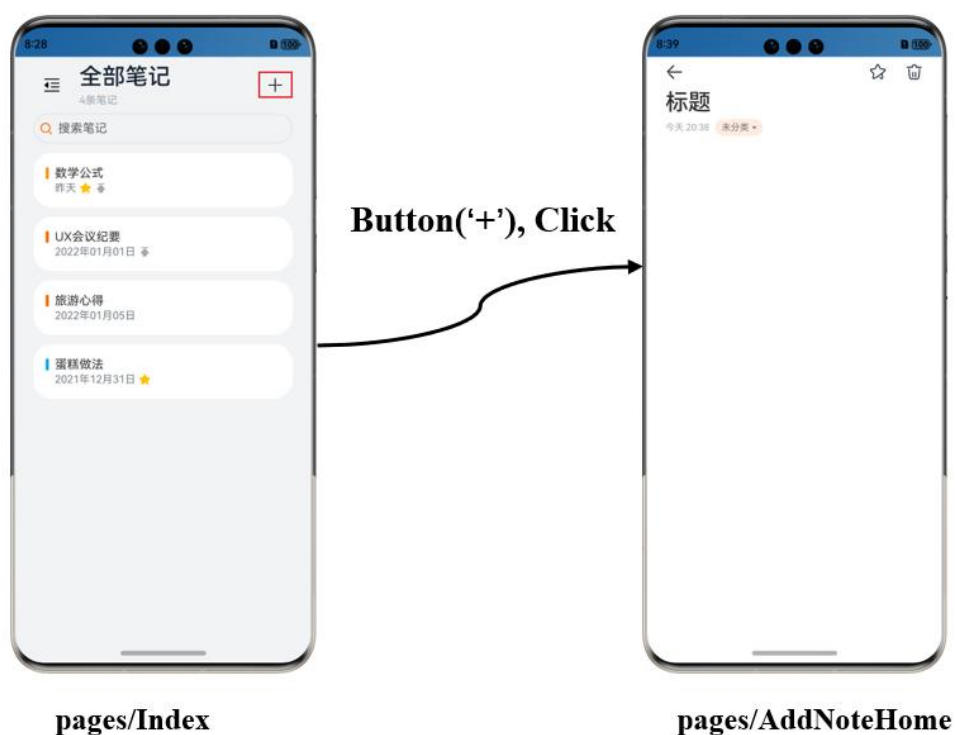 8:28
100
全部笔记
4条笔记
搜索笔记
数学公式
昨天
UX会议纪要
2022年01月01日
旅游心得
2022年01月05日
蛋糕做法
2021年12月31日
pages/Index
Button(‘+’), Click
8:39
100
标题
今天 20:38 未分类
pages/AddNoteHome